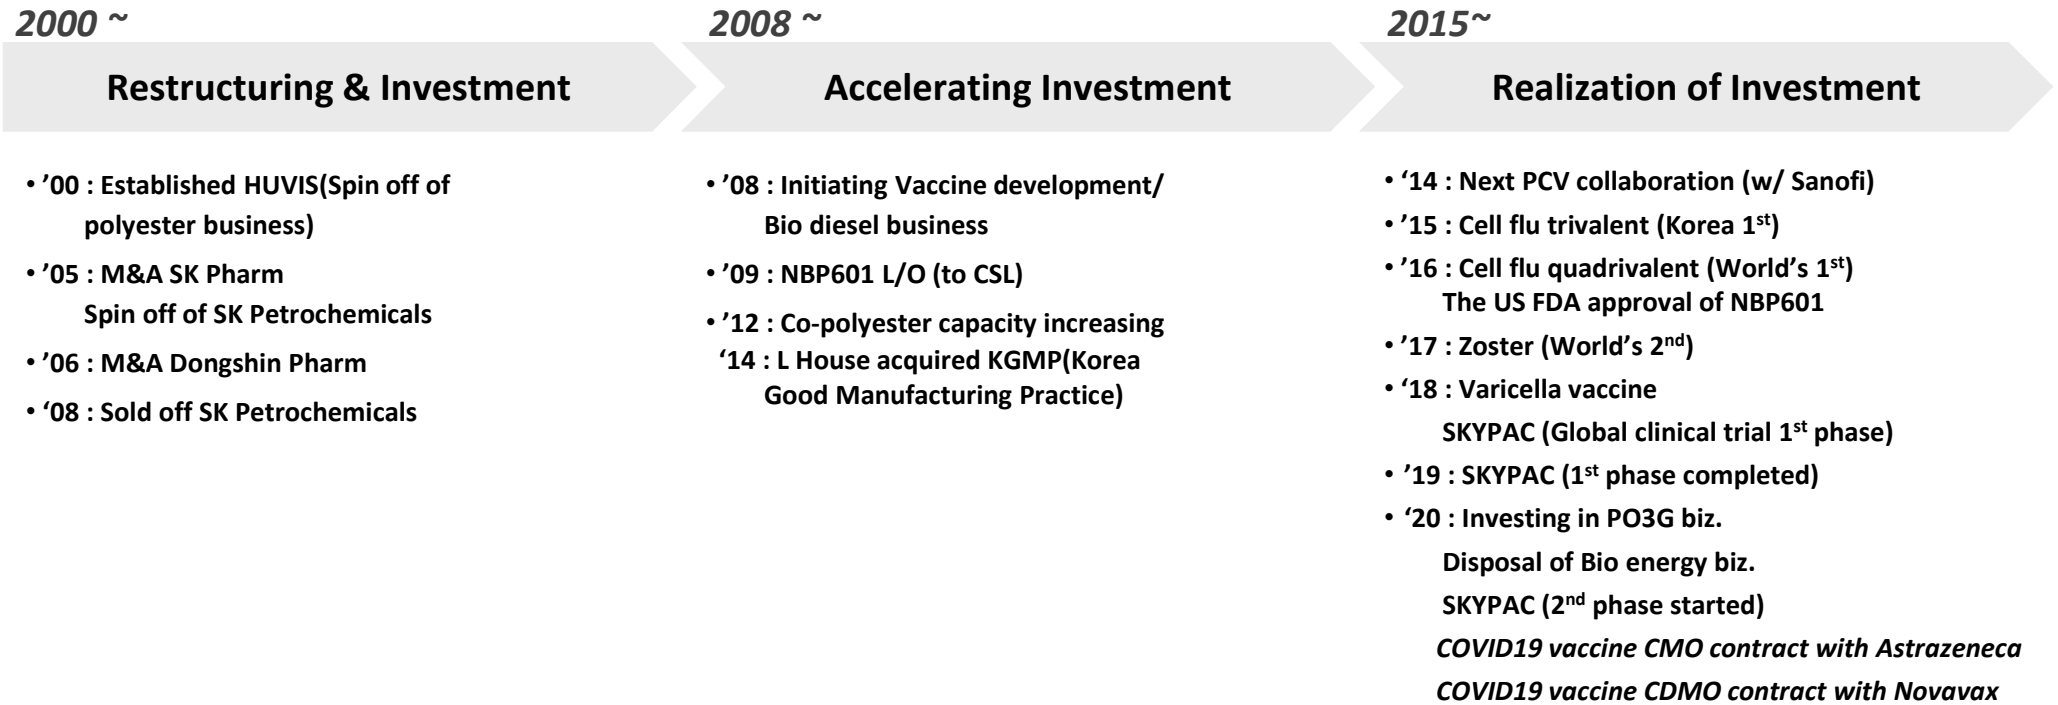 2000 ~
Restructuring & Investment
• ’00 : Established HUVIS(Spin off of
polyester business)
• ’05 : M&A SK Pharm
Spin off of SK Petrochemicals
• ’06 : M&A Dongshin Pharm
• ‘08 : Sold off SK Petrochemicals
2008 ~
Accelerating Investment
• ’08 : Initiating Vaccine development/
Bio diesel business
• ’09 : NBP601 L/O (to CSL)
• ’12 : Co-polyester capacity increasing
‘14 : L House acquired KGMP(Korea
Good Manufacturing Practice)
2015~
Realization of Investment
• ‘14 : Next PCV collaboration (w/ Sanofi)
• ’15 : Cell flu trivalent (Korea 1st)
• ’16 : Cell flu quadrivalent (World’s 1st)
The US FDA approval of NBP601
• ’17 : Zoster (World’s 2nd)
• ‘18 : Varicella vaccine
SKYPAC (Global clinical trial 1st phase)
• ’19 : SKYPAC (1st phase completed)
• ‘20 : Investing in PO3G biz.
Disposal of Bio energy biz.
SKYPAC (2nd phase started)
COVID19 vaccine CMO contract with Astrazeneca
COVID19 vaccine CDMO contract with Novavax